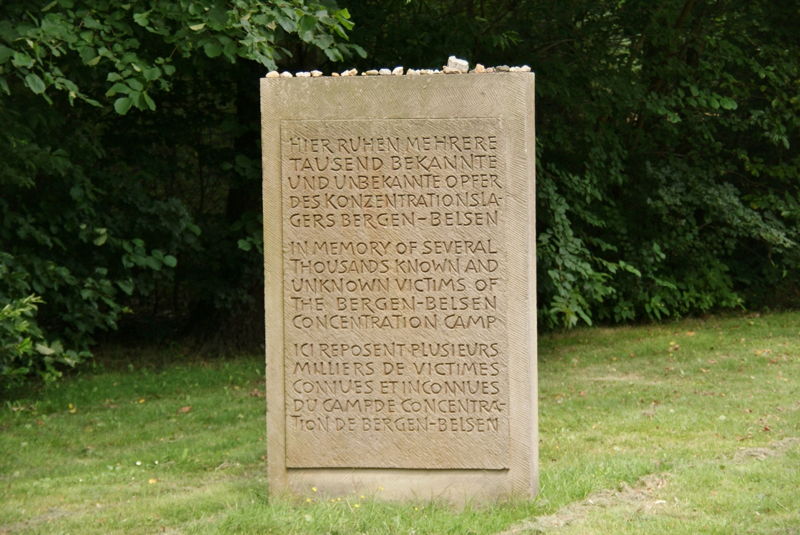 HIER RUHEN MEHRERE
TAUSEND BEKANNTE
UND UNBEKANNTE OPFER
DES KONZENTRATIONSLA-
GERS BERGEN-BELSEN
IN MEMORY OF SEVERAL
THOUSANDS KNOWN AND
UNKNOWN VICTIMS OF
THE BERGEN-BELSEN
CONCENTRATION CAMP
ICI REPOSENT PLUSIEURS
MILLIERS DE VICTIMES
CONNUES ET INCONNUES
DU CAMP DE CONCENTRA-
TION DE BERGEN-BELSEN